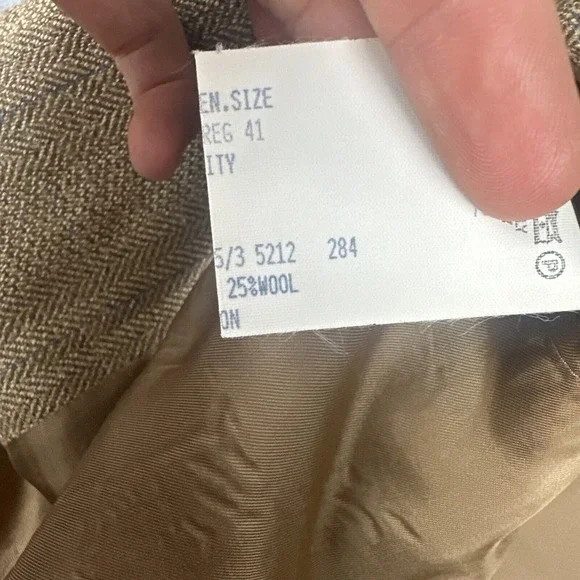 EN.SIZE
REG 41
ITY
5/3 5212 284
25%WOOL
ON
P